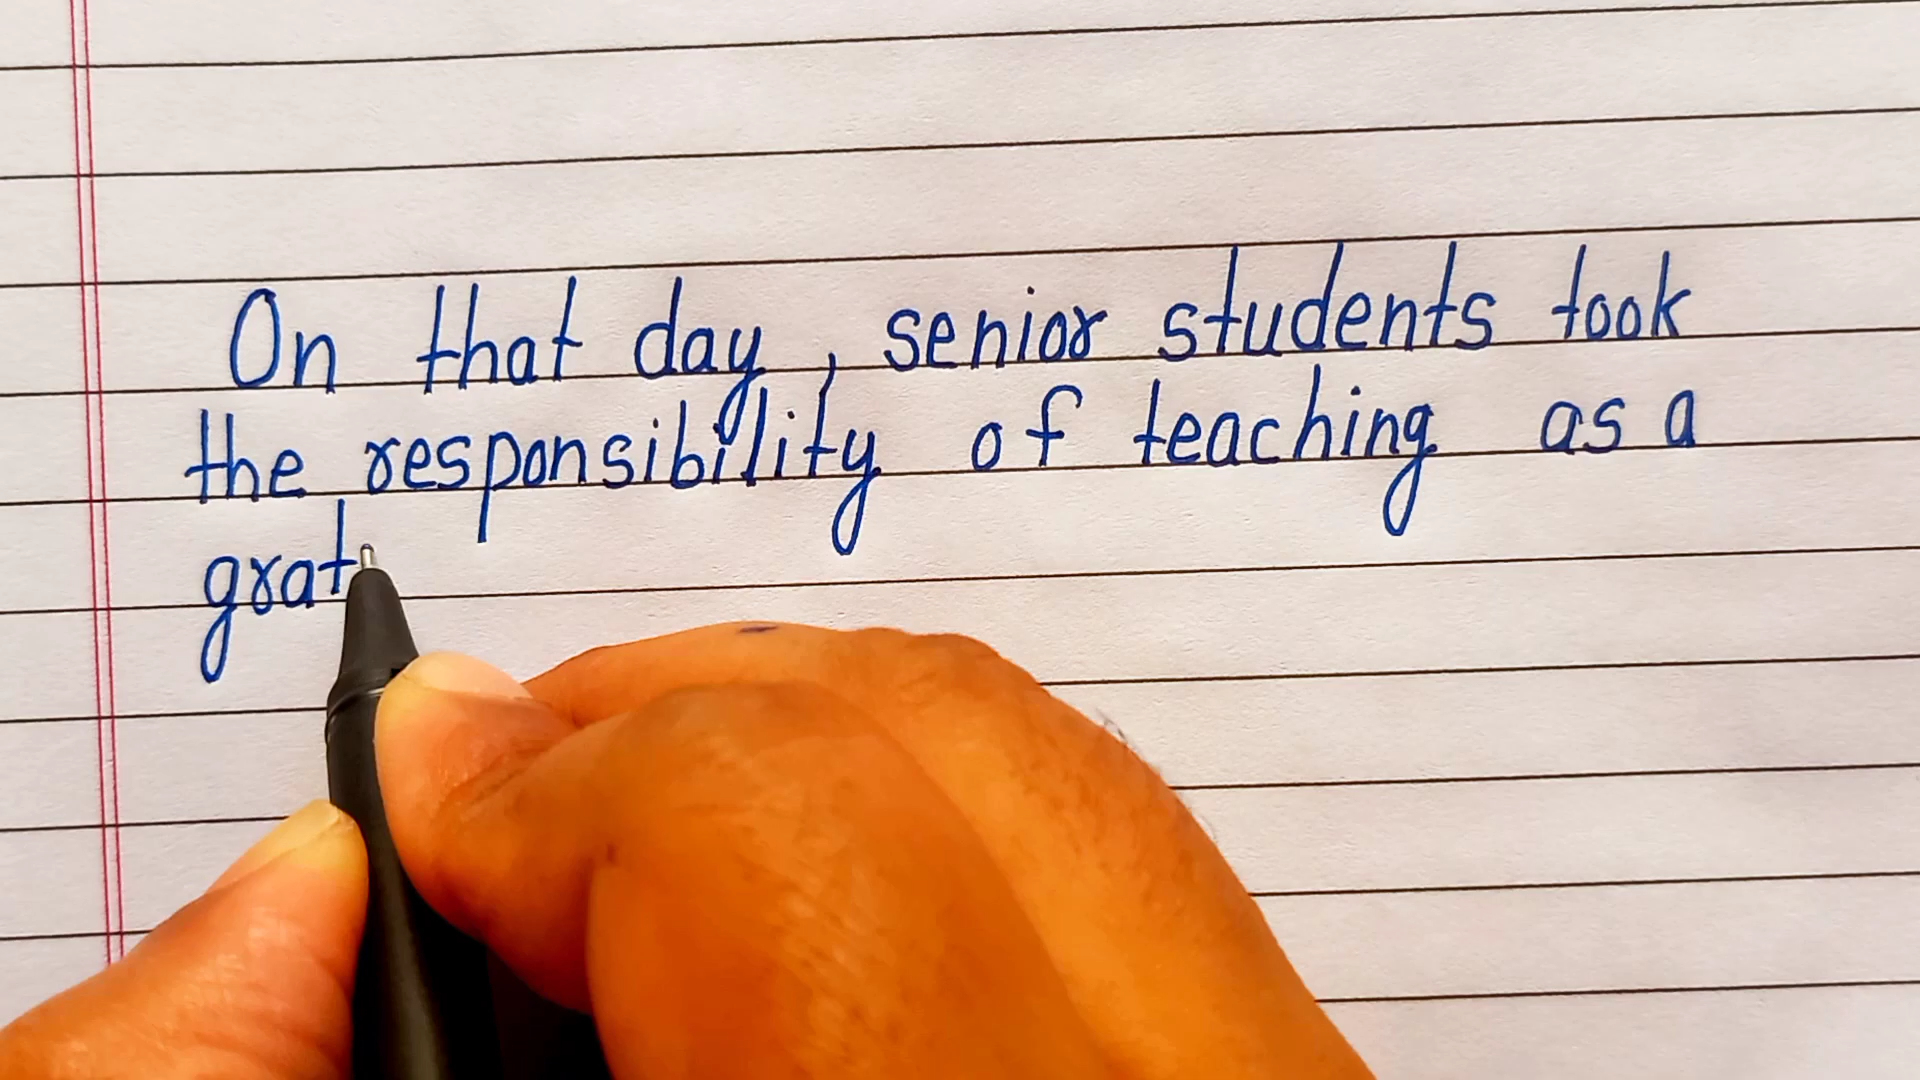 On that day, senior students took
the responsibility of teaching as a
grat